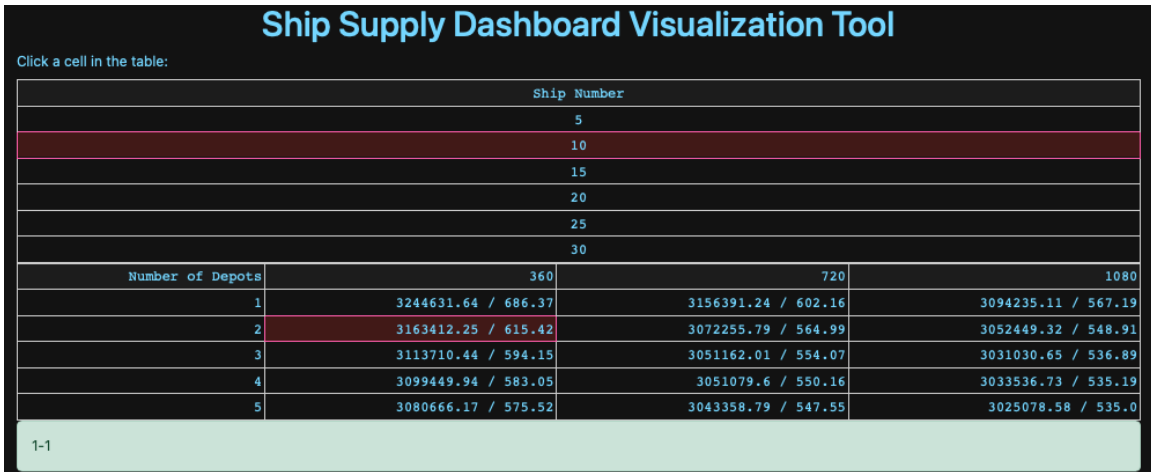 Ship Supply Dashboard Visualization Tool
Click a cell in the table:
Ship Number
5
10
15
20
25
30
Number of Depots 360 720 1080
1 3244631.64 / 686.37 3156391.24 / 602.16 3094235.11 / 567.19
2 3163412.25 / 615.42 3072255.79 / 564.99 3052449.32 / 548.91
3 3113710.44 / 594.15 3051162.01 / 554.07 3031030.65 / 536.89
4 3099449.94 / 583.05 3051079.6 / 550.16 3033536.73 / 535.19
5 3080666.17 / 575.52 3043358.79 / 547.55 3025078.58 / 535.0
1-1